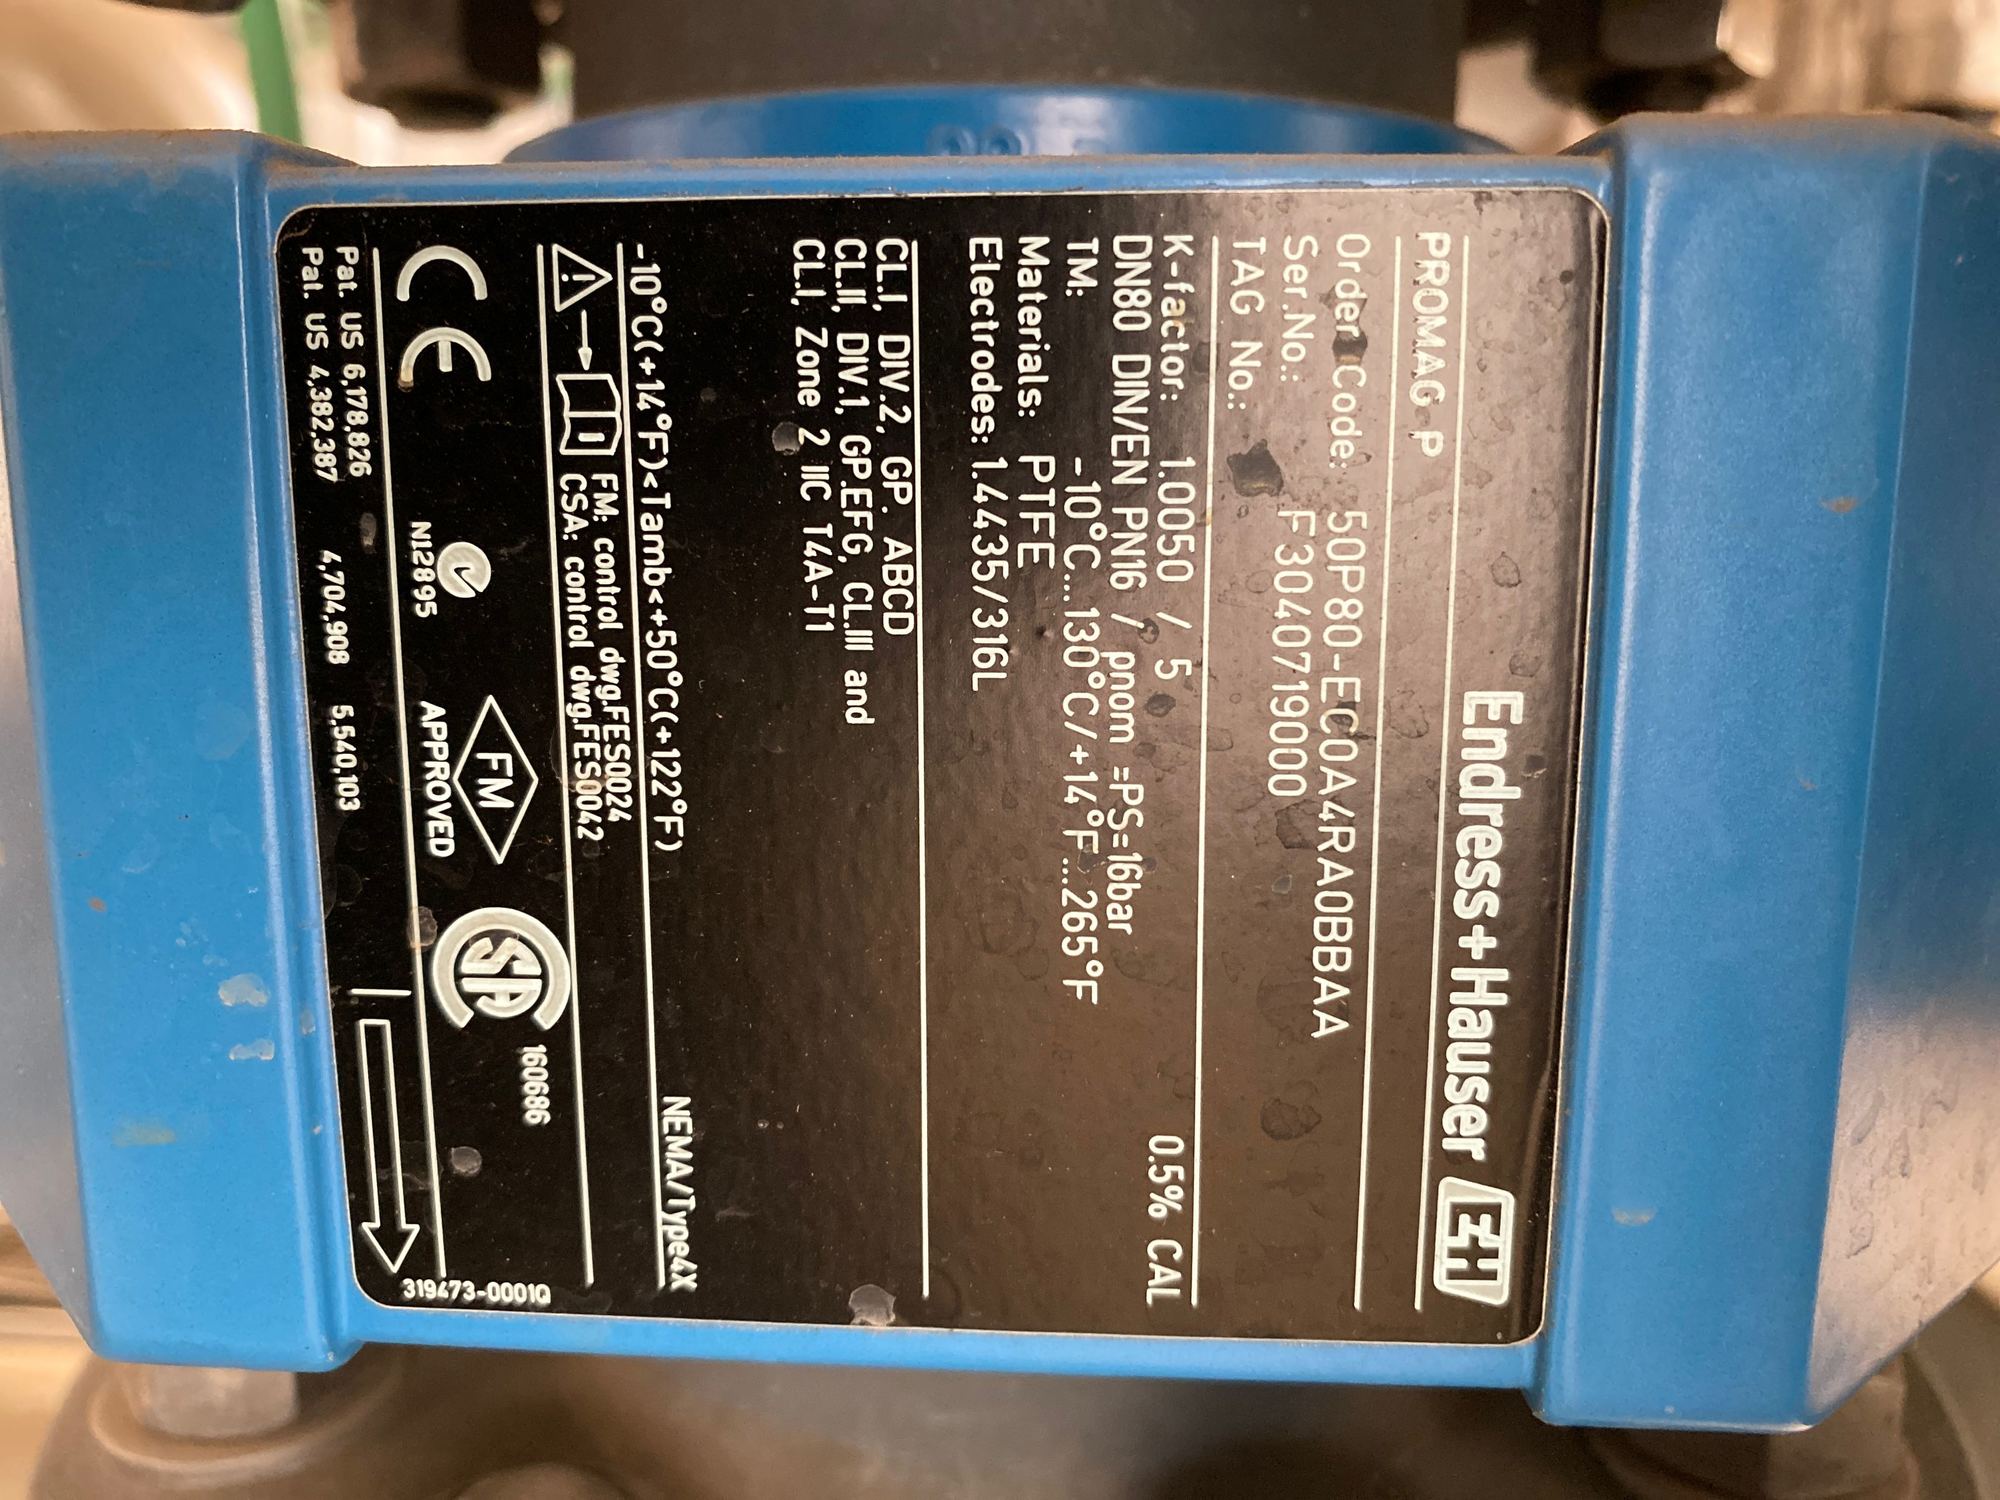 Endress+Hauser EH
PROMAG P
Order Code: 50P80-EC0A4RA0BBAA
Ser.No.: F3040719000
TAG No.:
K-factor: 1.0050 / 5 0.5% CAL
DN80 DIN/EN PN16 / pnom =PS=16bar
TM: -10°C...130°C/+14°F...265°F
Materials: PTFE
Electrodes: 1.4435/316L
CL.I, DIV.2, GP. ABCD
CL.II, DIV.1, GP.EFG, CL.III and
CL.I, Zone 2 IIC T4A-T1
-10°C(+14°F)<Tamb<+50°C(+122°F) NEMA/Type4X
FM: control dwg.FES0024
CSA: control dwg.FES0042
CE N12895 FM APPROVED SA 160686
Pat. US 6,178,826
Pat. US 4,382,387 4,704,908 5,540,103
319473-0001Q